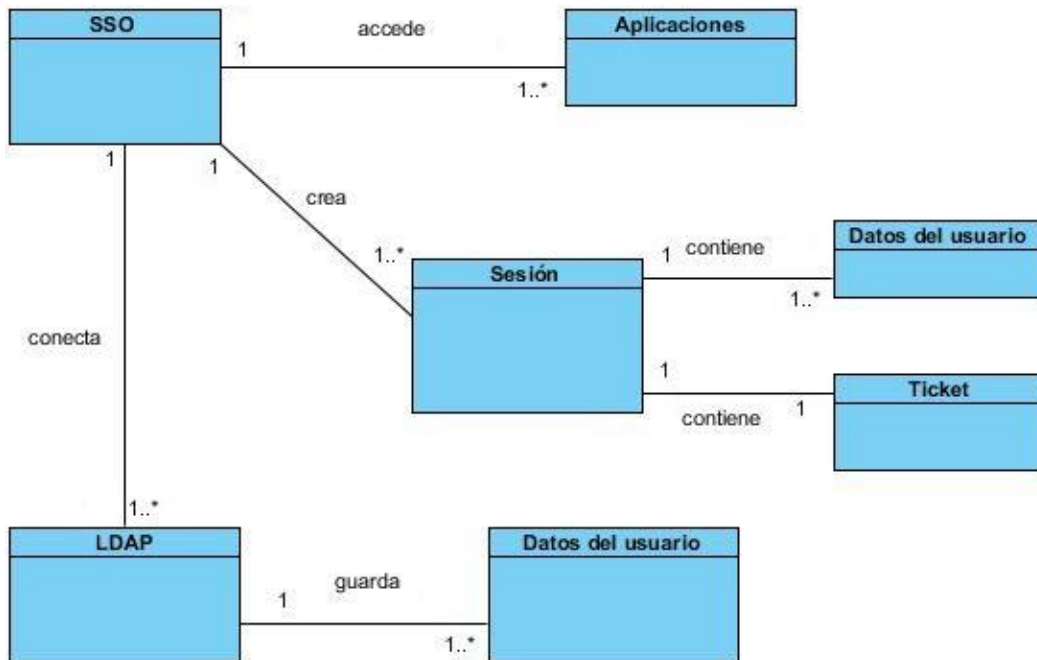 SSO
accede
Aplicaciones
1
1..*
1
1
crea
1..*
Sesión
1
contiene
Datos del usuario
1..*
conecta
1
Ticket
contiene
1
1..*
LDAP
Datos del usuario
guarda
1
1..*